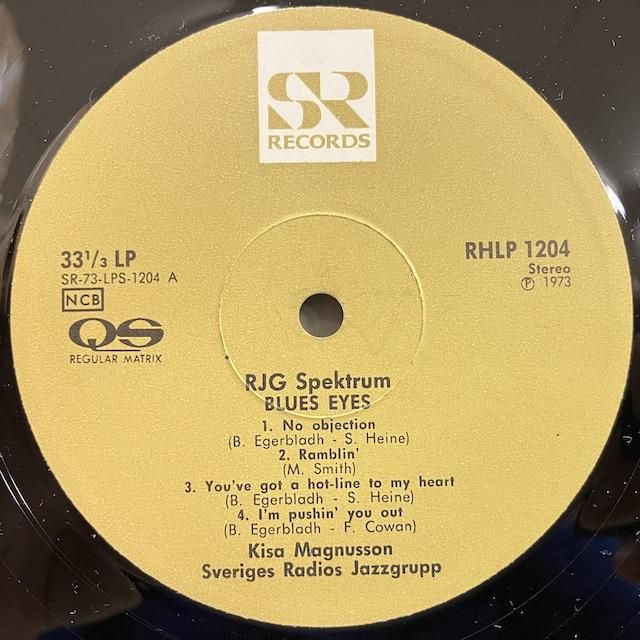 SR
RECORDS
33 1/3 LP
SR-73-LPS-1204 A
NCB
QS
REGULAR MATRIX
RHLP 1204
Stereo
Ⓟ 1973
RJG Spektrum
BLUES EYES
1. No objection
(B. Egerbladh - S. Heine)
2. Ramblin'
(M. Smith)
3. You've got a hot-line to my heart
(B. Egerbladh - S. Heine)
4. I'm pushin' you out
(B. Egerbladh - F. Cowan)
Kisa Magnusson
Sveriges Radios Jazzgrupp